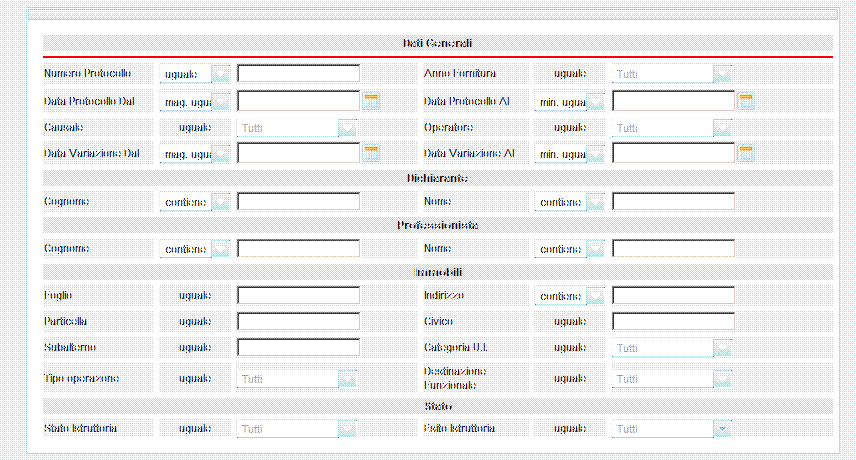 Dati Generali
Numero Protocollo uguale Anno Fornitura uguale Tutti
Data Protocollo Dal mag. ugua Data Protocollo Al min. ugua
Causale uguale Tutti Operatore uguale Tutti
Data Variazione Dal mag. ugua Data Variazione Al min. ugua
Dichiarante
Cognome contiene Nome contiene
Professionista
Cognome contiene Nome contiene
Immobili
Foglio uguale Indirizzo contiene
Particella uguale Civico uguale
Subalterno uguale Categoria U.I. uguale Tutti
Tipo operazione uguale Tutti Destinazione
Funzionale uguale Tutti
Stato
Stato Istruttoria uguale Tutti Esito Istruttoria uguale Tutti